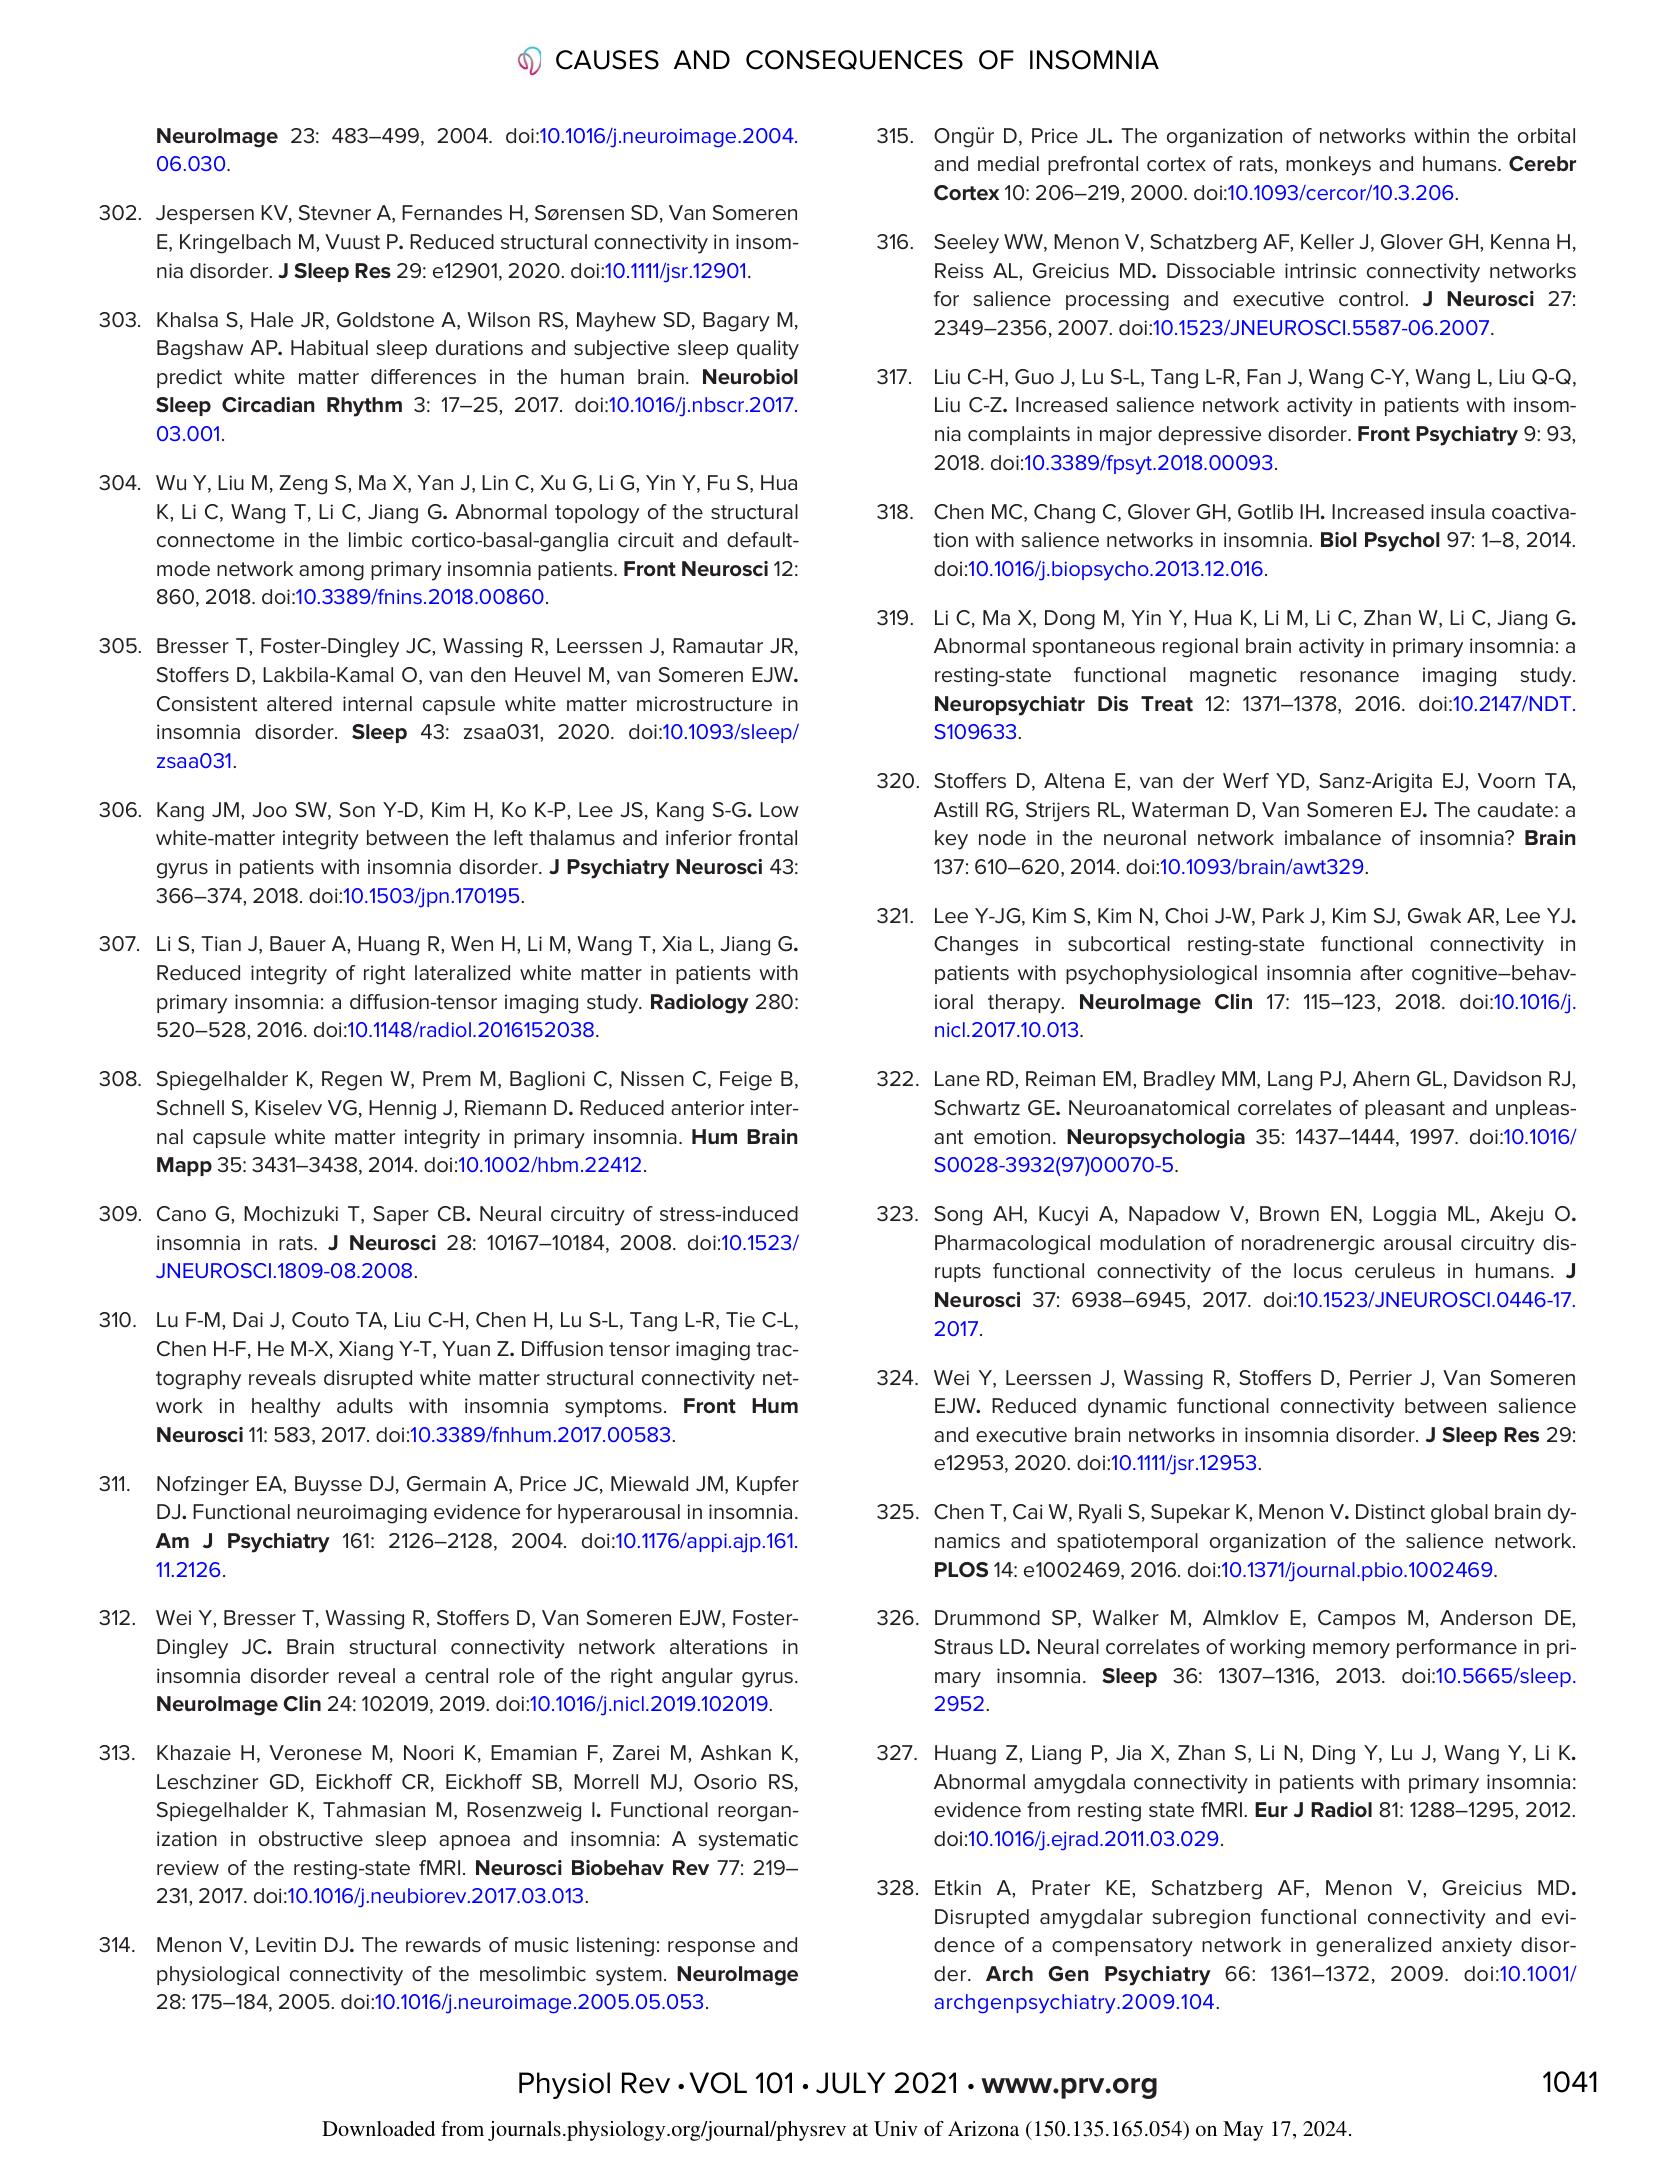 CAUSES AND CONSEQUENCES OF INSOMNIA
NeuroImage 23: 483–499, 2004. doi:10.1016/j.neuroimage.2004.
06.030.
302. Jespersen KV, Stevner A, Fernandes H, Sørensen SD, Van Someren
E, Kringelbach M, Vuust P. Reduced structural connectivity in insom-
nia disorder. J Sleep Res 29: e12901, 2020. doi:10.1111/jsr.12901.
303. Khalsa S, Hale JR, Goldstone A, Wilson RS, Mayhew SD, Bagary M,
Bagshaw AP. Habitual sleep durations and subjective sleep quality
predict white matter differences in the human brain. Neurobiol
Sleep Circadian Rhythm 3: 17–25, 2017. doi:10.1016/j.nbscr.2017.
03.001.
304. Wu Y, Liu M, Zeng S, Ma X, Yan J, Lin C, Xu G, Li G, Yin Y, Fu S, Hua
K, Li C, Wang T, Li C, Jiang G. Abnormal topology of the structural
connectome in the limbic cortico-basal-ganglia circuit and default-
mode network among primary insomnia patients. Front Neurosci 12:
860, 2018. doi:10.3389/fnins.2018.00860.
305. Bresser T, Foster-Dingley JC, Wassing R, Leerssen J, Ramautar JR,
Stoffers D, Lakbila-Kamal O, van den Heuvel M, van Someren EJW.
Consistent altered internal capsule white matter microstructure in
insomnia disorder. Sleep 43: zsaa031, 2020. doi:10.1093/sleep/
zsaa031.
306. Kang JM, Joo SW, Son Y-D, Kim H, Ko K-P, Lee JS, Kang S-G. Low
white-matter integrity between the left thalamus and inferior frontal
gyrus in patients with insomnia disorder. J Psychiatry Neurosci 43:
366–374, 2018. doi:10.1503/jpn.170195.
307. Li S, Tian J, Bauer A, Huang R, Wen H, Li M, Wang T, Xia L, Jiang G.
Reduced integrity of right lateralized white matter in patients with
primary insomnia: a diffusion-tensor imaging study. Radiology 280:
520–528, 2016. doi:10.1148/radiol.2016152038.
308. Spiegelhalder K, Regen W, Prem M, Baglioni C, Nissen C, Feige B,
Schnell S, Kiselev VG, Hennig J, Riemann D. Reduced anterior inter-
nal capsule white matter integrity in primary insomnia. Hum Brain
Mapp 35: 3431–3438, 2014. doi:10.1002/hbm.22412.
309. Cano G, Mochizuki T, Saper CB. Neural circuitry of stress-induced
insomnia in rats. J Neurosci 28: 10167–10184, 2008. doi:10.1523/
JNEUROSCI.1809-08.2008.
310. Lu F-M, Dai J, Couto TA, Liu C-H, Chen H, Lu S-L, Tang L-R, Tie C-L,
Chen H-F, He M-X, Xiang Y-T, Yuan Z. Diffusion tensor imaging trac-
tography reveals disrupted white matter structural connectivity net-
work in healthy adults with insomnia symptoms. Front Hum
Neurosci 11: 583, 2017. doi:10.3389/fnhum.2017.00583.
311. Nofzinger EA, Buysse DJ, Germain A, Price JC, Miewald JM, Kupfer
DJ. Functional neuroimaging evidence for hyperarousal in insomnia.
Am J Psychiatry 161: 2126–2128, 2004. doi:10.1176/appi.ajp.161.
11.2126.
312. Wei Y, Bresser T, Wassing R, Stoffers D, Van Someren EJW, Foster-
Dingley JC. Brain structural connectivity network alterations in
insomnia disorder reveal a central role of the right angular gyrus.
NeuroImage Clin 24: 102019, 2019. doi:10.1016/j.nicl.2019.102019.
313. Khazaie H, Veronese M, Noori K, Emamian F, Zarei M, Ashkan K,
Leschziner GD, Eickhoff CR, Eickhoff SB, Morrell MJ, Osorio RS,
Spiegelhalder K, Tahmasian M, Rosenzweig I. Functional reorgan-
ization in obstructive sleep apnoea and insomnia: A systematic
review of the resting-state fMRI. Neurosci Biobehav Rev 77: 219–
231, 2017. doi:10.1016/j.neubiorev.2017.03.013.
314. Menon V, Levitin DJ. The rewards of music listening: response and
physiological connectivity of the mesolimbic system. NeuroImage
28: 175–184, 2005. doi:10.1016/j.neuroimage.2005.05.053.
315. Ongür D, Price JL. The organization of networks within the orbital
and medial prefrontal cortex of rats, monkeys and humans. Cerebr
Cortex 10: 206–219, 2000. doi:10.1093/cercor/10.3.206.
316. Seeley WW, Menon V, Schatzberg AF, Keller J, Glover GH, Kenna H,
Reiss AL, Greicius MD. Dissociable intrinsic connectivity networks
for salience processing and executive control. J Neurosci 27:
2349–2356, 2007. doi:10.1523/JNEUROSCI.5587-06.2007.
317. Liu C-H, Guo J, Lu S-L, Tang L-R, Fan J, Wang C-Y, Wang L, Liu Q-Q,
Liu C-Z. Increased salience network activity in patients with insom-
nia complaints in major depressive disorder. Front Psychiatry 9: 93,
2018. doi:10.3389/fpsyt.2018.00093.
318. Chen MC, Chang C, Glover GH, Gotlib IH. Increased insula coactiva-
tion with salience networks in insomnia. Biol Psychol 97: 1–8, 2014.
doi:10.1016/j.biopsycho.2013.12.016.
319. Li C, Ma X, Dong M, Yin Y, Hua K, Li M, Li C, Zhan W, Li C, Jiang G.
Abnormal spontaneous regional brain activity in primary insomnia: a
resting-state functional magnetic resonance imaging study.
Neuropsychiatr Dis Treat 12: 1371–1378, 2016. doi:10.2147/NDT.
S109633.
320. Stoffers D, Altena E, van der Werf YD, Sanz-Arigita EJ, Voorn TA,
Astill RG, Strijers RL, Waterman D, Van Someren EJ. The caudate: a
key node in the neuronal network imbalance of insomnia? Brain
137: 610–620, 2014. doi:10.1093/brain/awt329.
321. Lee Y-JG, Kim S, Kim N, Choi J-W, Park J, Kim SJ, Gwak AR, Lee YJ.
Changes in subcortical resting-state functional connectivity in
patients with psychophysiological insomnia after cognitive–behav-
ioral therapy. NeuroImage Clin 17: 115–123, 2018. doi:10.1016/j.
nicl.2017.10.013.
322. Lane RD, Reiman EM, Bradley MM, Lang PJ, Ahern GL, Davidson RJ,
Schwartz GE. Neuroanatomical correlates of pleasant and unpleas-
ant emotion. Neuropsychologia 35: 1437–1444, 1997. doi:10.1016/
S0028-3932(97)00070-5.
323. Song AH, Kucyi A, Napadow V, Brown EN, Loggia ML, Akeju O.
Pharmacological modulation of noradrenergic arousal circuitry dis-
rupts functional connectivity of the locus ceruleus in humans. J
Neurosci 37: 6938–6945, 2017. doi:10.1523/JNEUROSCI.0446-17.
2017.
324. Wei Y, Leerssen J, Wassing R, Stoffers D, Perrier J, Van Someren
EJW. Reduced dynamic functional connectivity between salience
and executive brain networks in insomnia disorder. J Sleep Res 29:
e12953, 2020. doi:10.1111/jsr.12953.
325. Chen T, Cai W, Ryali S, Supekar K, Menon V. Distinct global brain dy-
namics and spatiotemporal organization of the salience network.
PLOS 14: e1002469, 2016. doi:10.1371/journal.pbio.1002469.
326. Drummond SP, Walker M, Almklov E, Campos M, Anderson DE,
Straus LD. Neural correlates of working memory performance in pri-
mary insomnia. Sleep 36: 1307–1316, 2013. doi:10.5665/sleep.
2952.
327. Huang Z, Liang P, Jia X, Zhan S, Li N, Ding Y, Lu J, Wang Y, Li K.
Abnormal amygdala connectivity in patients with primary insomnia:
evidence from resting state fMRI. Eur J Radiol 81: 1288–1295, 2012.
doi:10.1016/j.ejrad.2011.03.029.
328. Etkin A, Prater KE, Schatzberg AF, Menon V, Greicius MD.
Disrupted amygdalar subregion functional connectivity and evi-
dence of a compensatory network in generalized anxiety disor-
der. Arch Gen Psychiatry 66: 1361–1372, 2009. doi:10.1001/
archgenpsychiatry.2009.104.
Physiol Rev • VOL 101 • JULY 2021 • www.prv.org
1041
Downloaded from journals.physiology.org/journal/physrev at Univ of Arizona (150.135.165.054) on May 17, 2024.